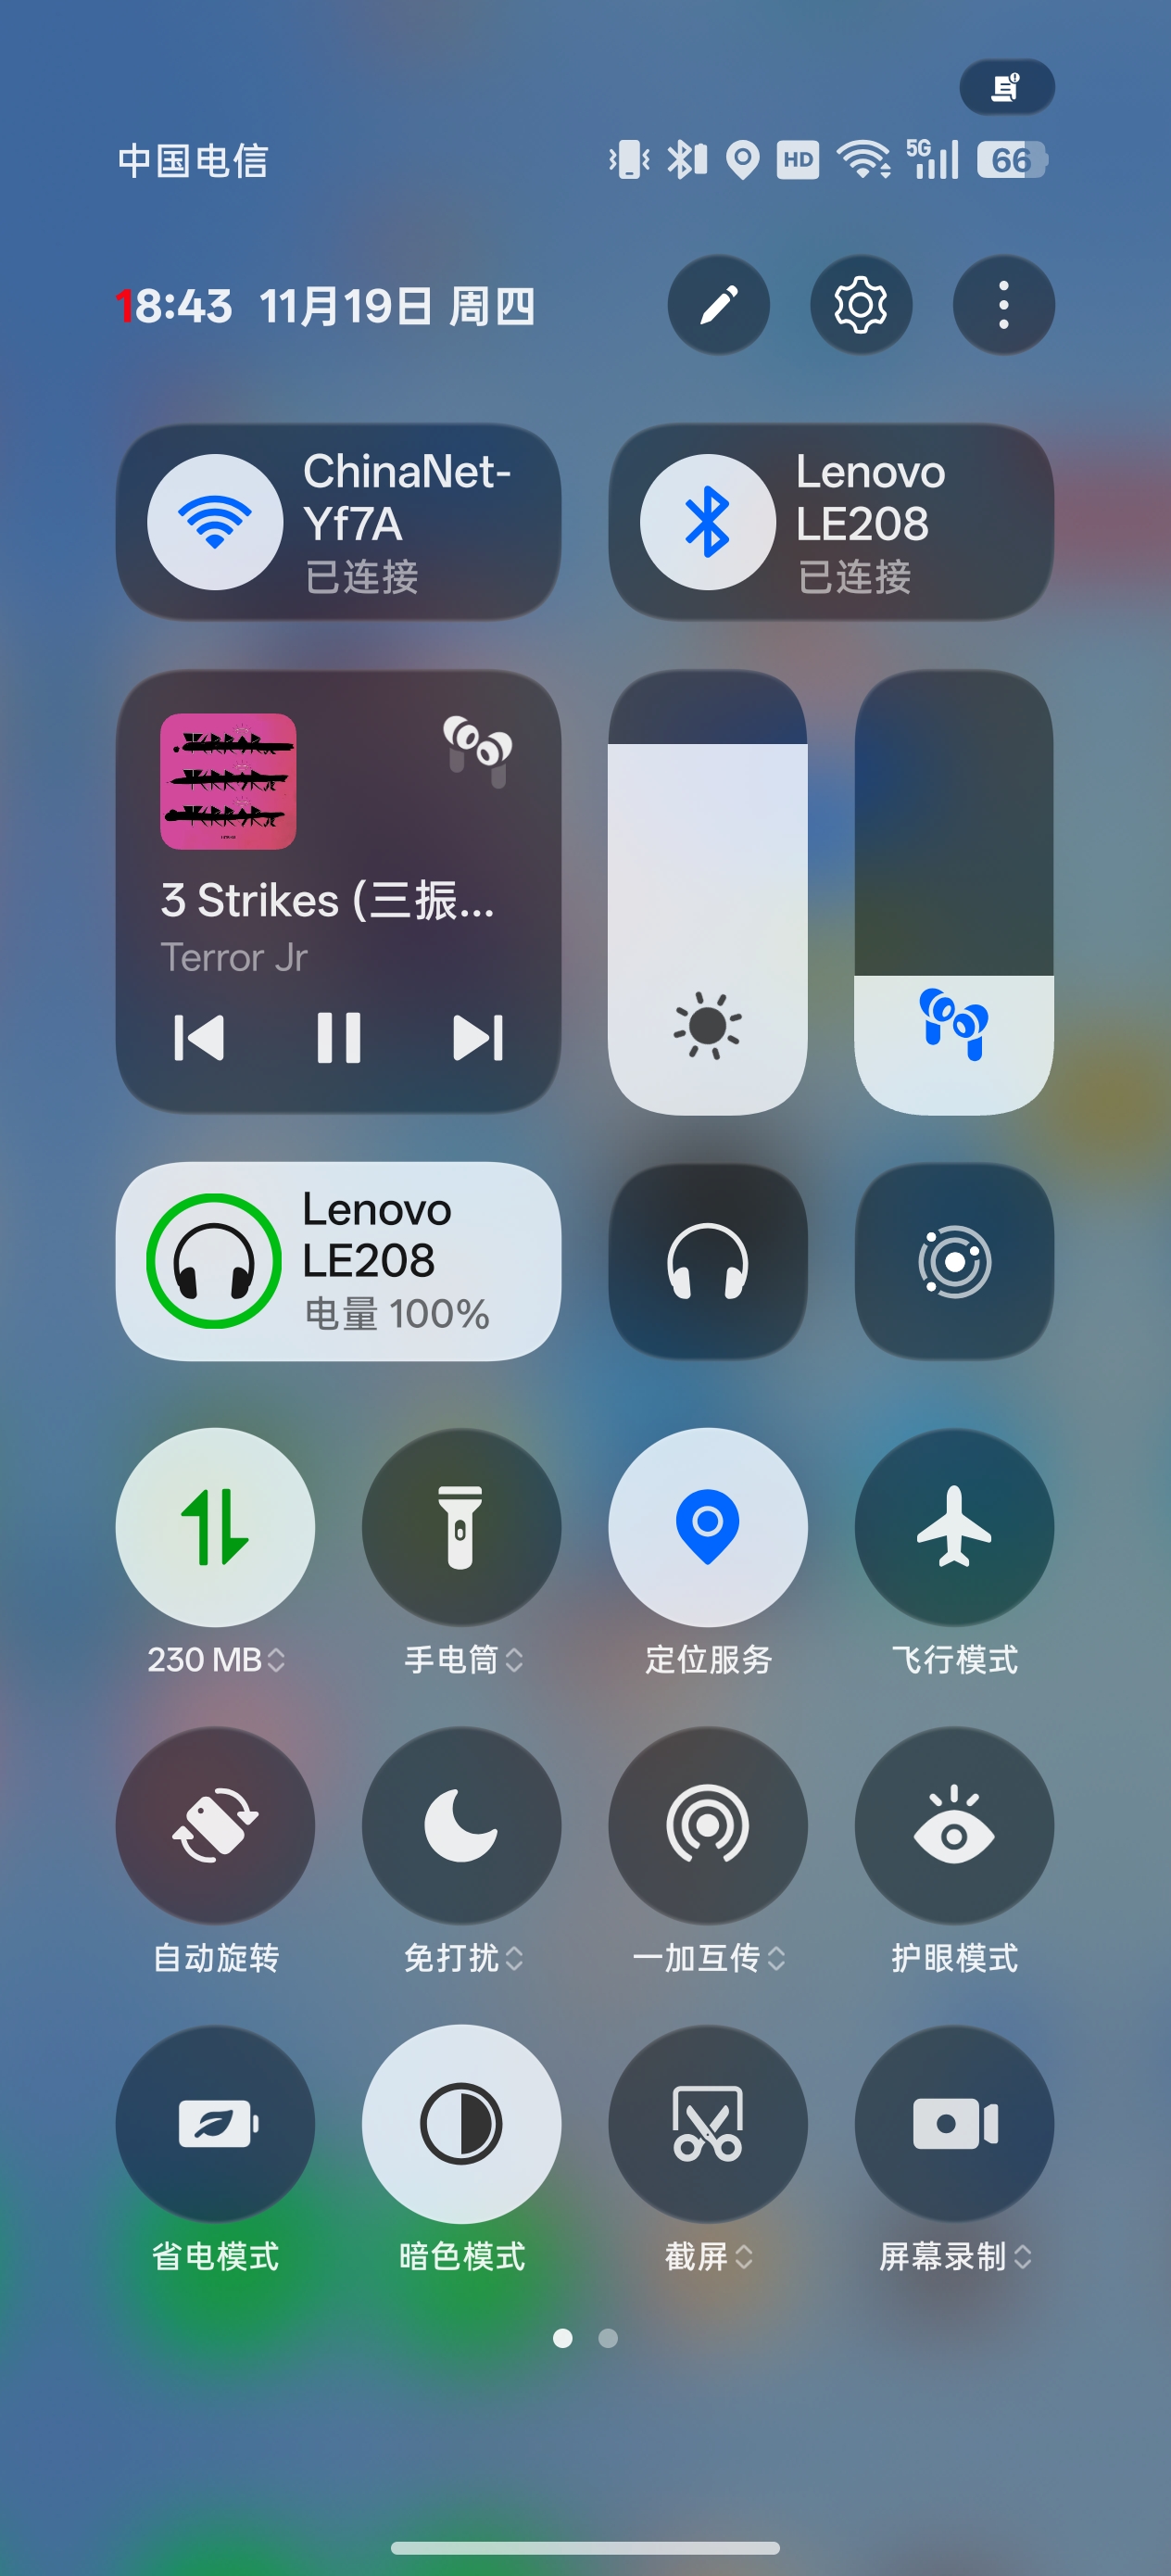 中国电信
HD
5G
66
18:43 11月19日 周四
ChinaNet-
Yf7A
已连接
Lenovo
LE208
已连接
3 Strikes (三振...
Terror Jr
Lenovo
LE208
电量 100%
230 MB
手电筒
定位服务
飞行模式
自动旋转
免打扰
一加互传
护眼模式
省电模式
暗色模式
截屏
屏幕录制